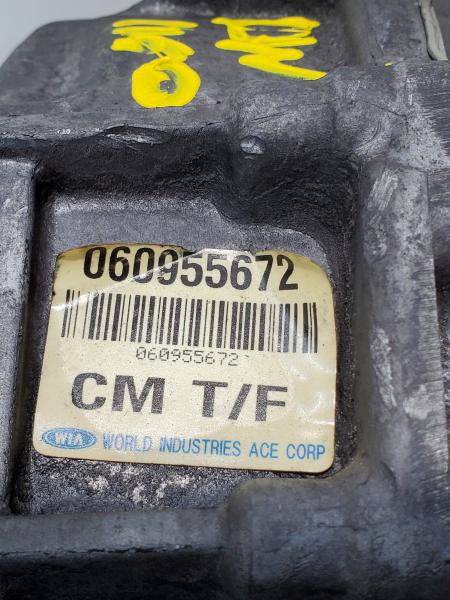 060955672
060955672
CM T/F
WIA WORLD INDUSTRIES ACE CORP